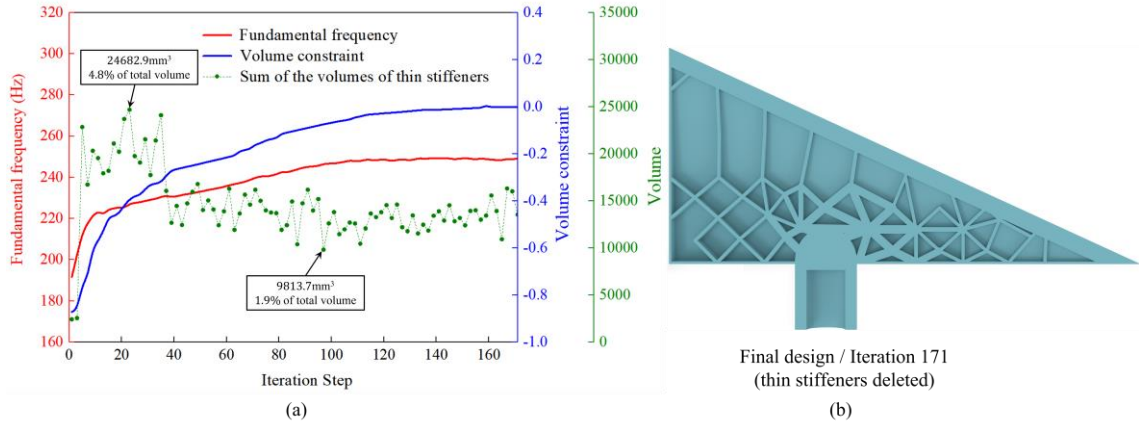 320
300
280
260
240
220
200
180
160
Fundamental frequency (Hz)
0.4
0.2
0.0
-0.2
-0.4
-0.6
-0.8
-1.0
Volume constraint
35000
30000
25000
20000
15000
10000
5000
0
Volume
Fundamental frequency
Volume constraint
Sum of the volumes of thin stiffeners
24682.9mm³
4.8% of total volume
9813.7mm³
1.9% of total volume
0 20 40 60 80 100 120 140 160
Iteration Step
(a)
Final design / Iteration 171
(thin stiffeners deleted)
(b)